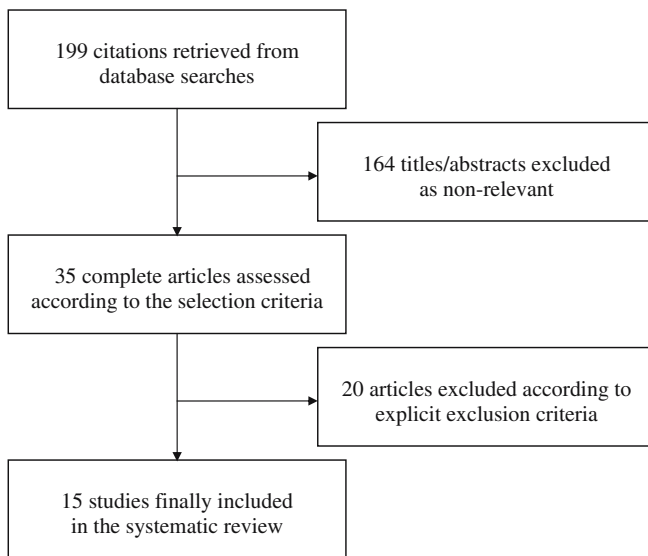 199 citations retrieved from
database searches
164 titles/abstracts excluded
as non-relevant
35 complete articles assessed
according to the selection criteria
20 articles excluded according to
explicit exclusion criteria
15 studies finally included
in the systematic review